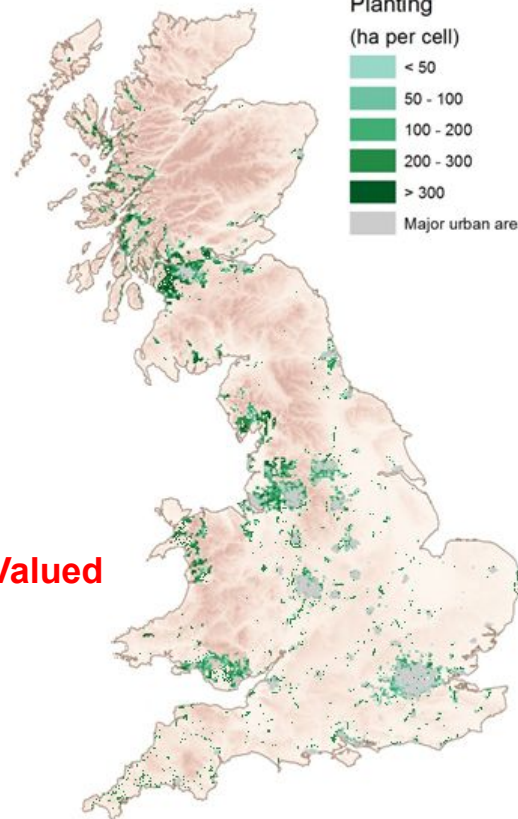 Planting
(ha per cell)
< 50
50 - 100
100 - 200
200 - 300
> 300
Major urban are
Valued